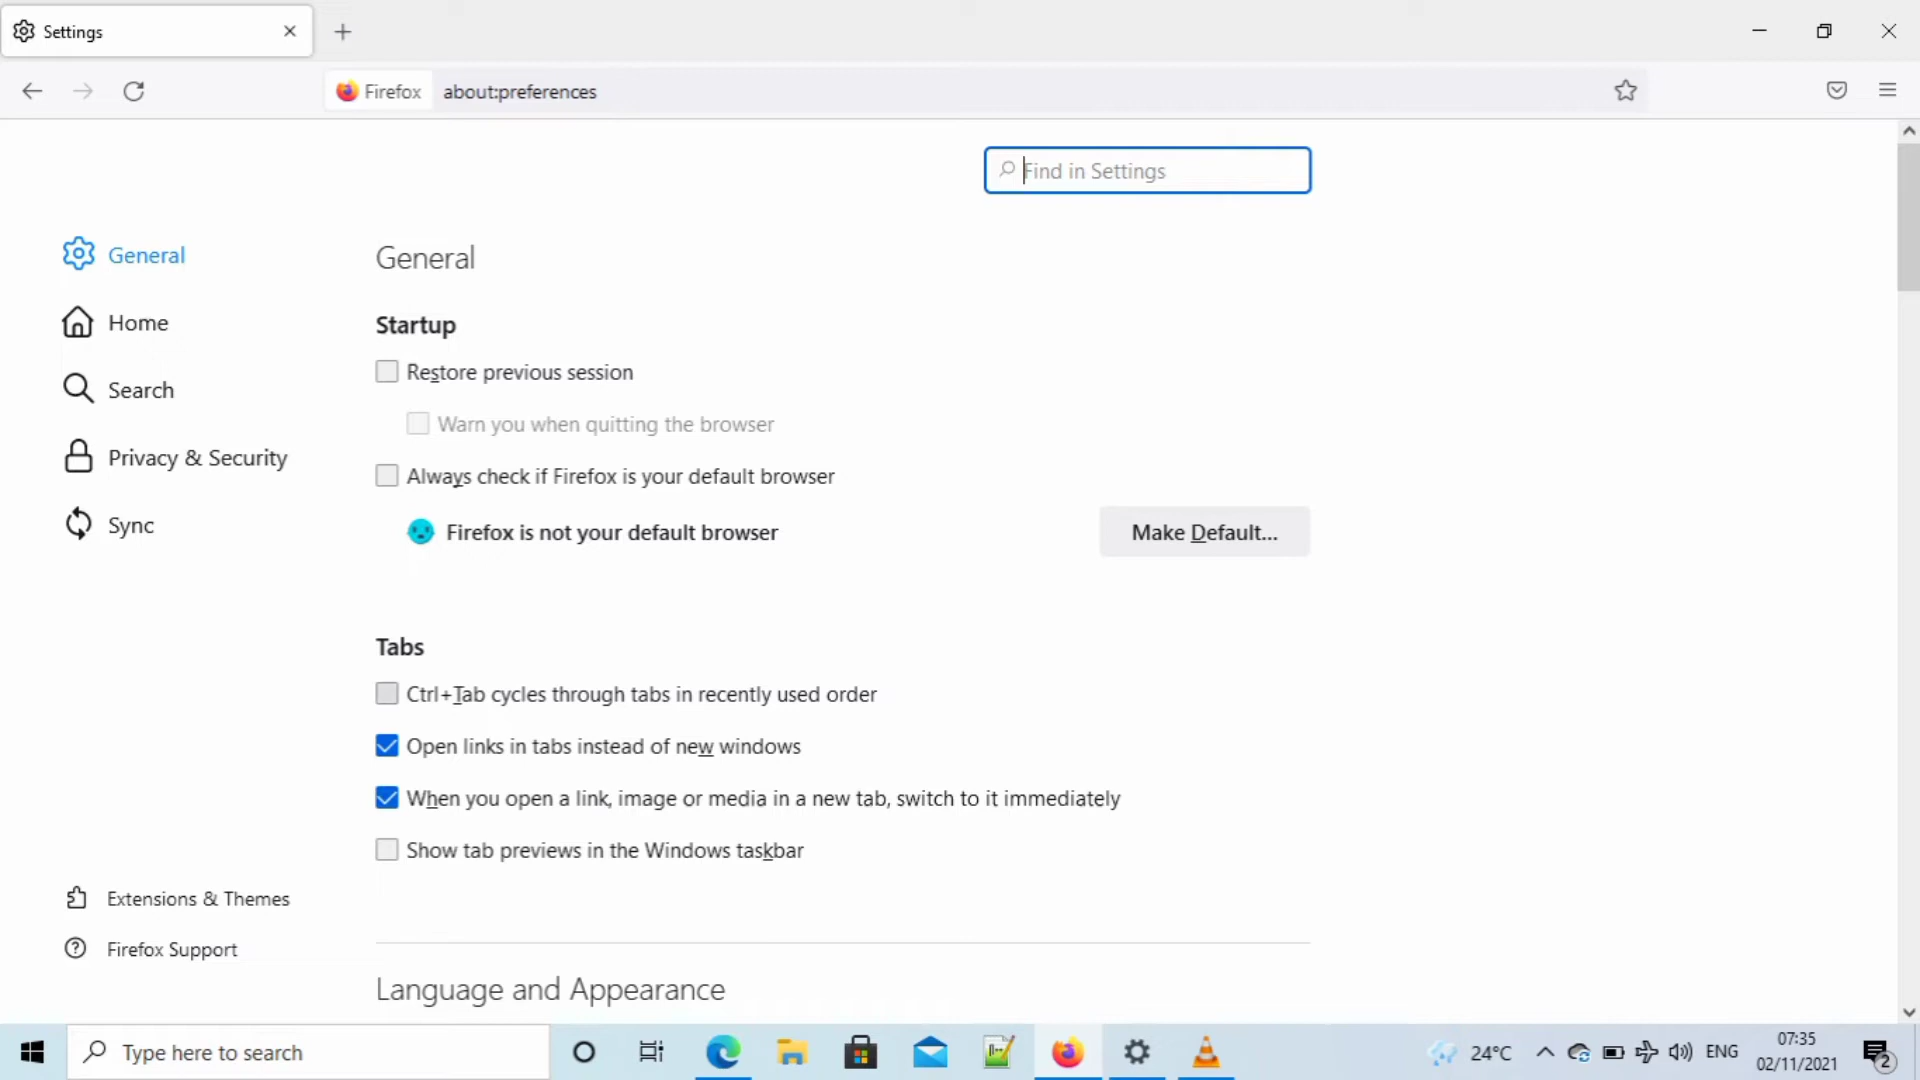 Settings
Firefox
about:preferences
Find in Settings
General
Home
Search
Privacy & Security
Sync
Extensions & Themes
Firefox Support
General
Startup
Restore previous session
Warn you when quitting the browser
Always check if Firefox is your default browser
Firefox is not your default browser
Make Default...
Tabs
Ctrl+Tab cycles through tabs in recently used order
Open links in tabs instead of new windows
When you open a link, image or media in a new tab, switch to it immediately
Show tab previews in the Windows taskbar
Language and Appearance
Type here to search
24°C
ENG
07:35
02/11/2021
2